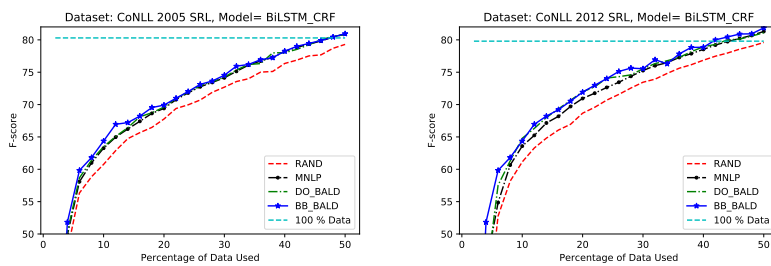 Dataset: CoNLL 2005 SRL, Model= BiLSTM_CRF
80
75
70
65
60
55
50
F-score
0
10
20
30
40
50
Percentage of Data Used
RAND
MNLP
DO_BALD
BB_BALD
100 % Data
Dataset: CoNLL 2012 SRL, Model= BiLSTM_CRF
80
75
70
65
60
55
50
F-score
0
10
20
30
40
50
Percentage of Data Used
RAND
MNLP
DO_BALD
BB_BALD
100 % Data